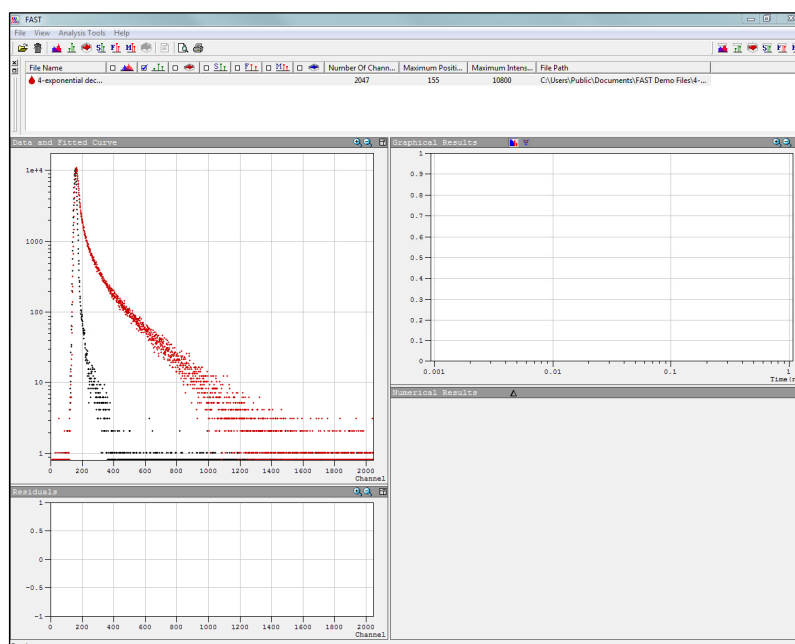 FAST
File View Analysis Tools Help
File Name Number Of Chann... Maximum Positi... Maximum Intens... File Path
4-exponential dec... 2047 155 10800 C:\Users\Public\Documents\FAST Demo Files\4-...
Data and Fitted Curve
1e+4
1000
100
10
1
0 200 400 600 800 1000 1200 1400 1600 1800 2000
Channel
Residuals
1
0.5
0
-0.5
-1
0 200 400 600 800 1000 1200 1400 1600 1800 2000
Channel
Graphical Results
1
0.9
0.8
0.7
0.6
0.5
0.4
0.3
0.2
0.1
0
0.001 0.01 0.1 1
Time(n
Numerical Results